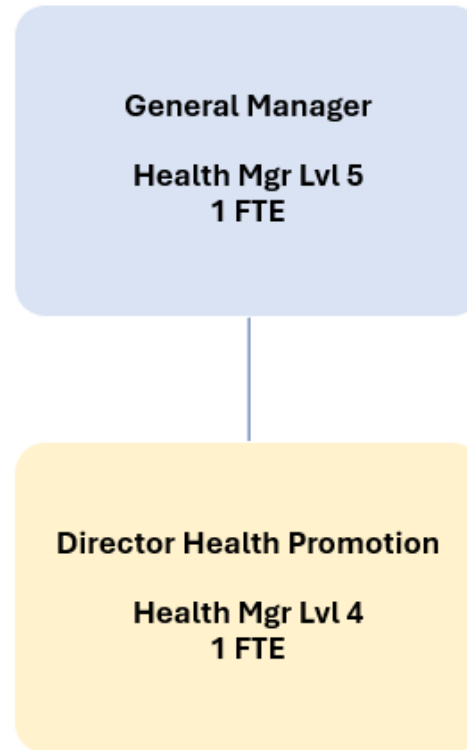 General Manager
Health Mgr Lvl 5
1 FTE
Director Health Promotion
Health Mgr Lvl 4
1 FTE